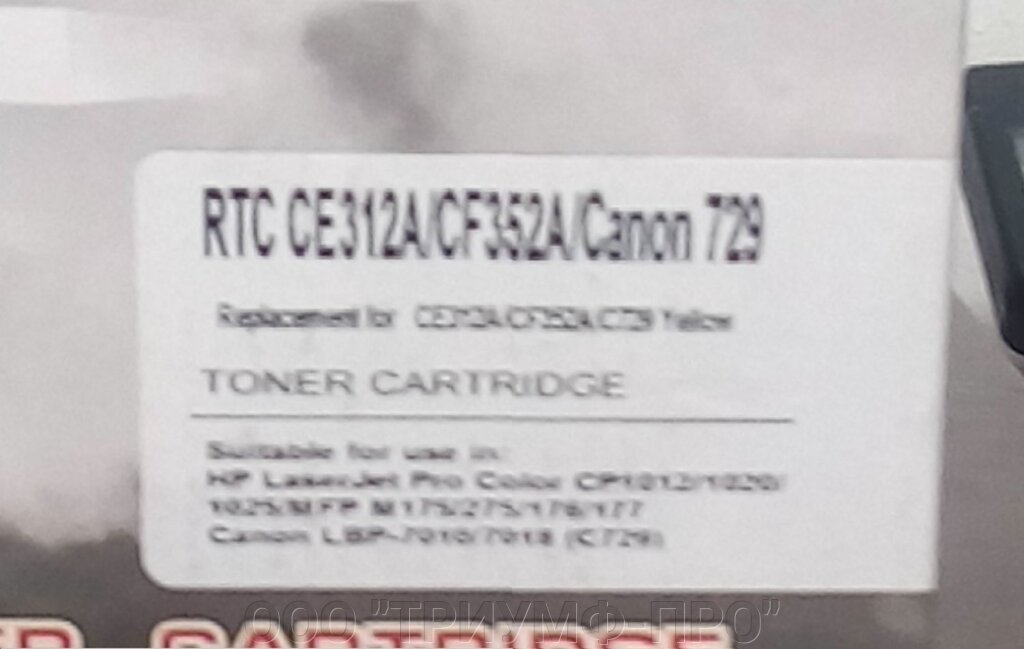 RTC CE312A/CF352A/Canon 729
Replacement for CE312A/CF352A/C729 Yellow
TONER CARTRIDGE
Suitable for use in:
HP LaserJet Pro Color CP1012/1020/
1025/MFP M175/275/176/177
Canon LBP-7010/7018 (C729)
ООО "ТРИУМФ-ПРО"
CARTRIDGE